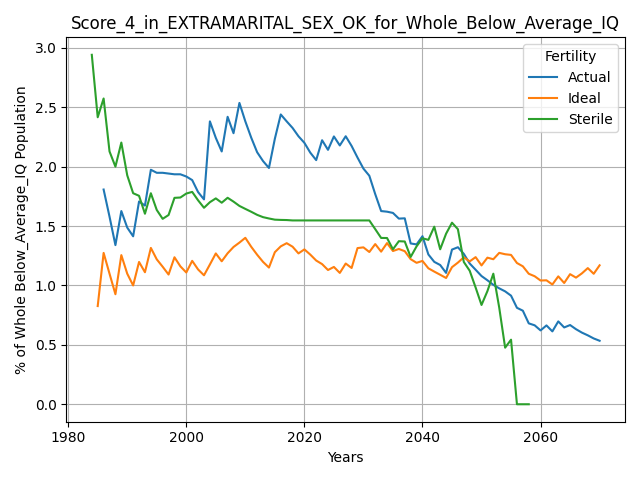 Score_4_in_EXTRAMARITAL_SEX_OK_for_Whole_Below_Average_IQ
% of Whole Below_Average_IQ Population
3.0
2.5
2.0
1.5
1.0
0.5
0.0
Fertility
Actual
Ideal
Sterile
1980
2000
2020
2040
2060
Years